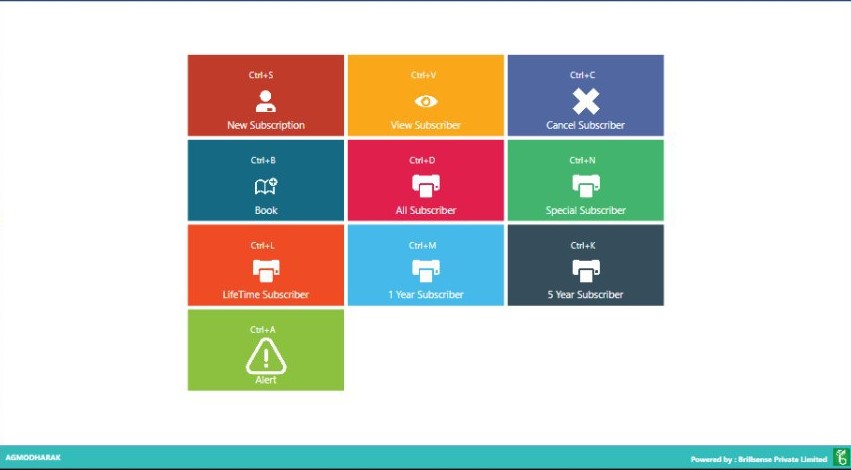 Ctrl+S
New Subscription
Ctrl+V
View Subscriber
Ctrl+C
Cancel Subscriber
Ctrl+B
Book
Ctrl+D
All Subscriber
Ctrl+N
Special Subscriber
Ctrl+L
LifeTime Subscriber
Ctrl+M
1 Year Subscriber
Ctrl+K
5 Year Subscriber
Ctrl+A
Alert
AGMODHARAK
Powered by : Brillsense Private Limited